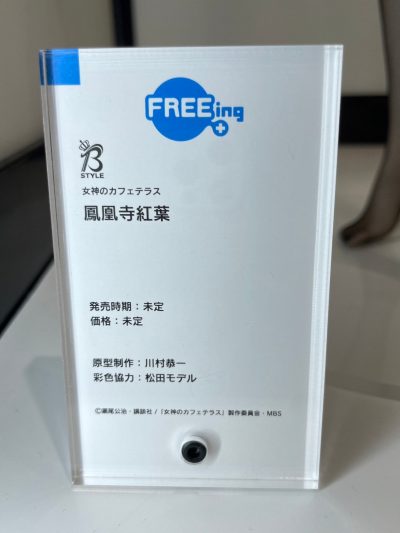 FREEing
B
STYLE
女神のカフェテラス
鳳凰寺紅葉
発売時期：未定
価格：未定
原型制作：川村恭一
彩色協力：松田モデル
©瀬尾公治・講談社／「女神のカフェテラス」製作委員会・MBS